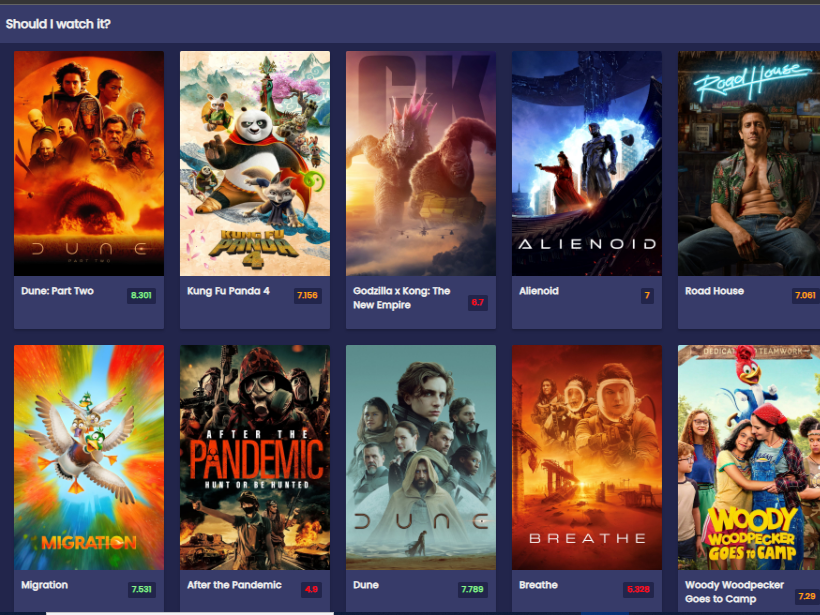 Should I watch it?
DUNE
PART TWO
KUNG FU
PANDA
4
GK
ALIENOID
Road House
Dune: Part Two
8.301
Kung Fu Panda 4
7.156
Godzilla x Kong: The
New Empire
6.7
Alienoid
7
Road House
7.061
MIGRATION
AFTER THE
PANDEMIC
HUNT OR BE HUNTED
DUNE
BREATHE
DEDICA TEAMWORK
WOODY
WOODPECKER
GOES TO CAMP
Migration
7.531
After the Pandemic
4.9
Dune
7.789
Breathe
5.328
Woody Woodpecker
Goes to Camp
7.29